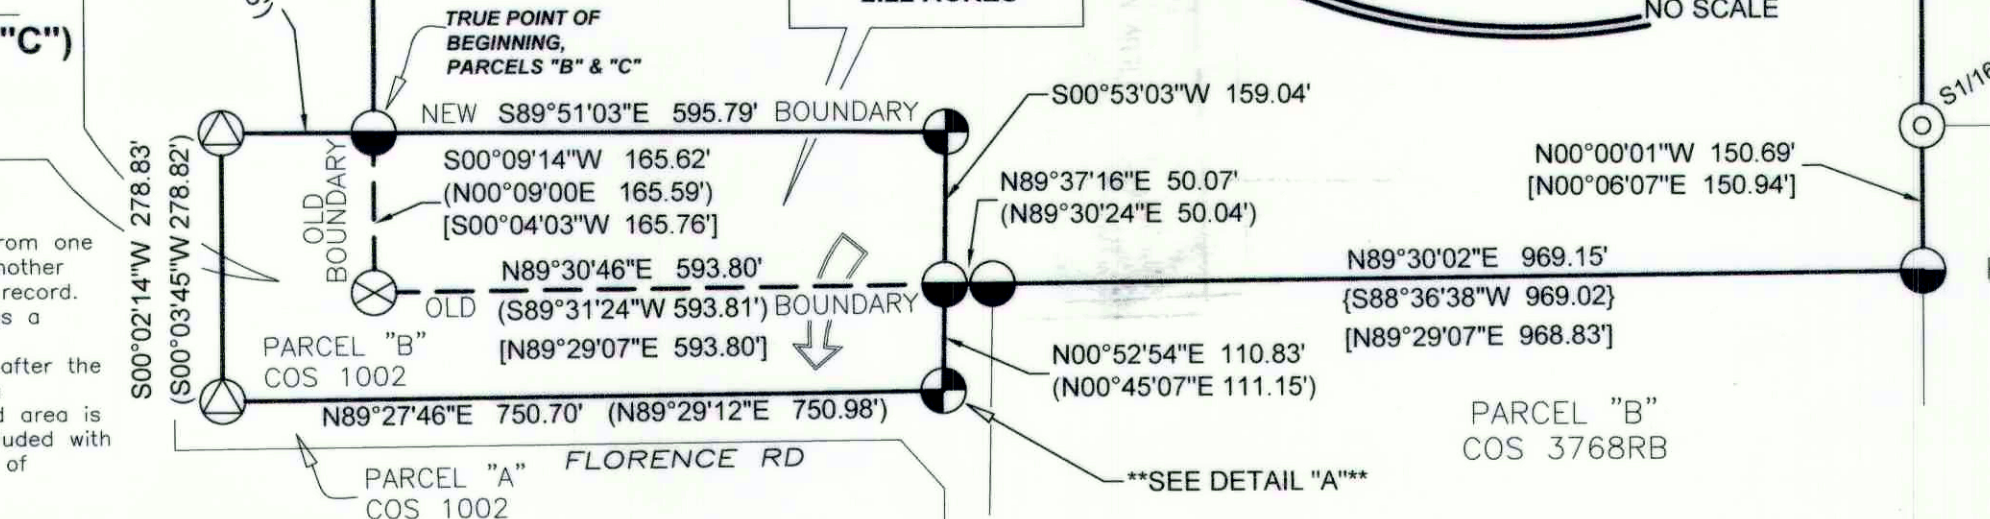 "C")
TRUE POINT OF
BEGINNING,
PARCELS "B" & "C"
NO SCALE
S1/16
NEW S89°51'03"E 595.79' BOUNDARY
S00°53'03"W 159.04'
S00°09'14"W 165.62'
(N00°09'00E 165.59')
[S00°04'03"W 165.76']
OLD
BOUNDARY
S00°02'14"W 278.83'
(S00°03'45"W 278.82')
N89°37'16"E 50.07'
(N89°30'24"E 50.04')
N00°00'01"W 150.69'
[N00°06'07"E 150.94']
N89°30'46"E 593.80'
OLD (S89°31'24"W 593.81') BOUNDARY
[N89°29'07"E 593.80']
N89°30'02"E 969.15'
{S88°36'38"W 969.02}
[N89°29'07"E 968.83']
rom one
nother
record.
s a
after the
d area is
uded with
of
PARCEL "B"
COS 1002
N00°52'54"E 110.83'
(N00°45'07"E 111.15')
N89°27'46"E 750.70' (N89°29'12"E 750.98')
PARCEL "B"
COS 3768RB
FLORENCE RD
PARCEL "A"
COS 1002
**SEE DETAIL "A"**